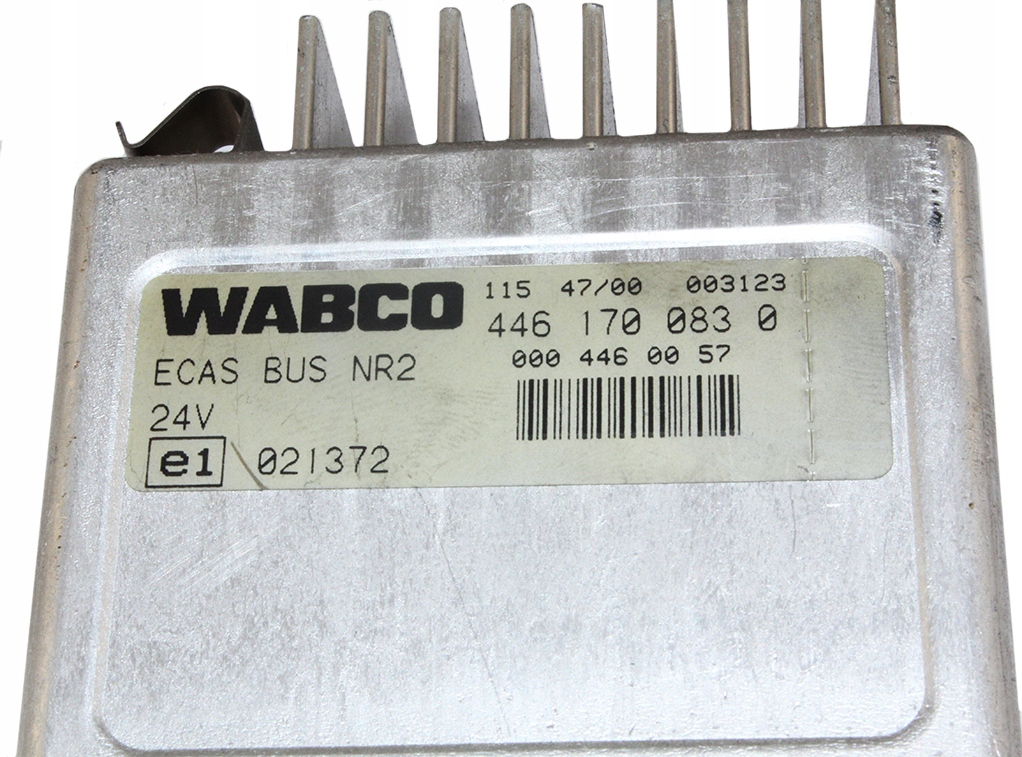 WABCO 115 47/00 003123
446 170 083 0
ECAS BUS NR2 000 446 00 57
24V
e1 021372